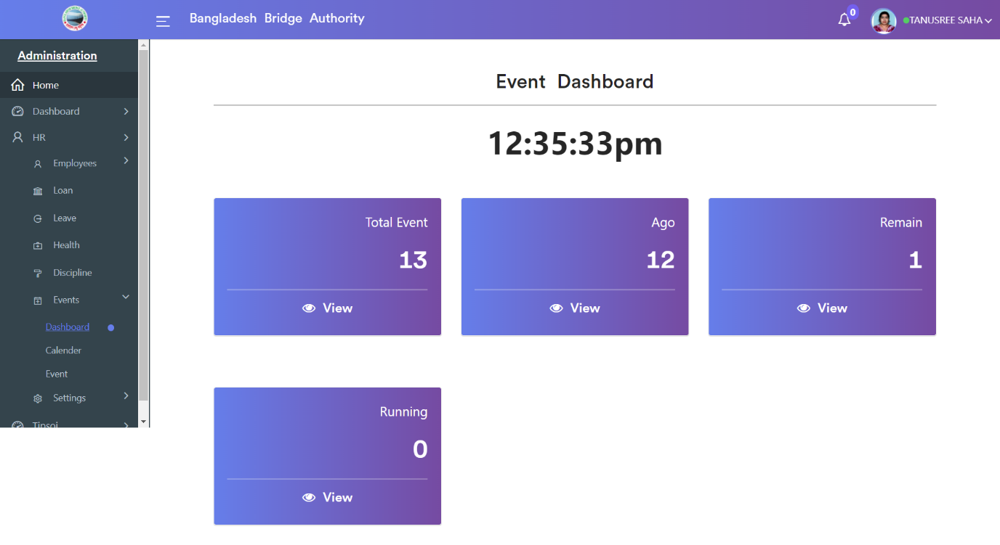 Bangladesh Bridge Authority
0
TANUSREE SAHA
Administration
Home
Dashboard
HR
Employees
Loan
Leave
Health
Discipline
Events
Dashboard
Calender
Event
Settings
Tipsoi
Event Dashboard
12:35:33pm
Total Event
13
View
Ago
12
View
Remain
1
View
Running
0
View